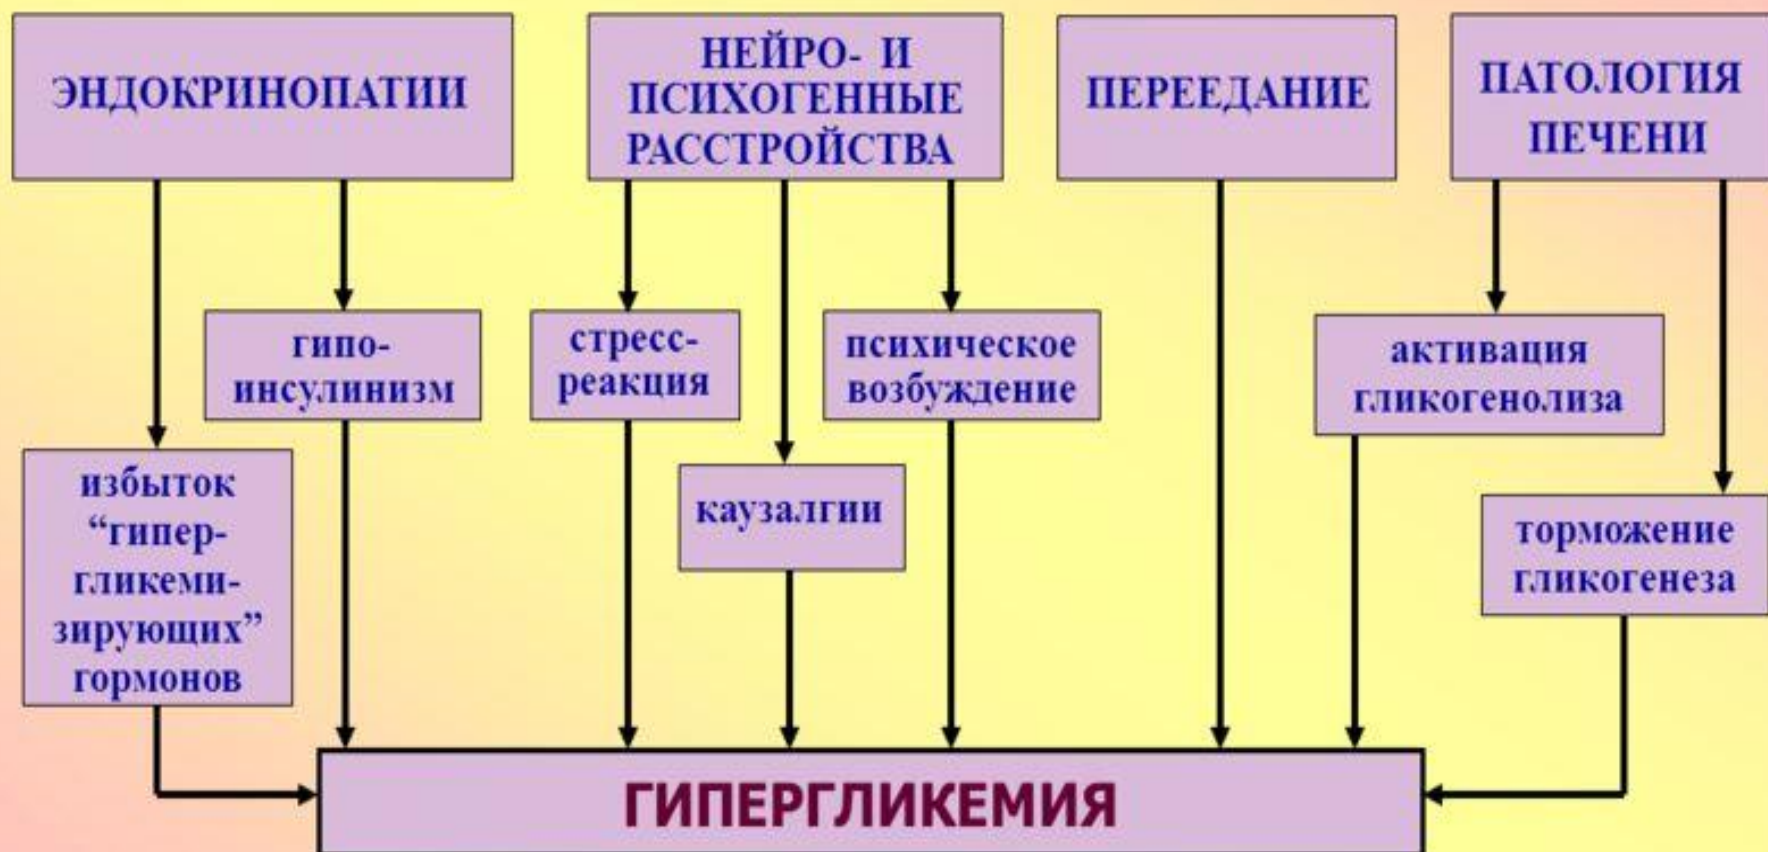 ЭНДОКРИНОПАТИИ
НЕЙРО- И
ПСИХОГЕННЫЕ
РАССТРОЙСТВА
ПЕРЕЕДАНИЕ
ПАТОЛОГИЯ
ПЕЧЕНИ
гипо-
инсулинизм
стресс-
реакция
психическое
возбуждение
активация
гликогенолиза
избыток
“гипер-
гликеми-
зирующих”
гормонов
каузалгии
торможение
гликогенеза
ГИПЕРГЛИКЕМИЯ